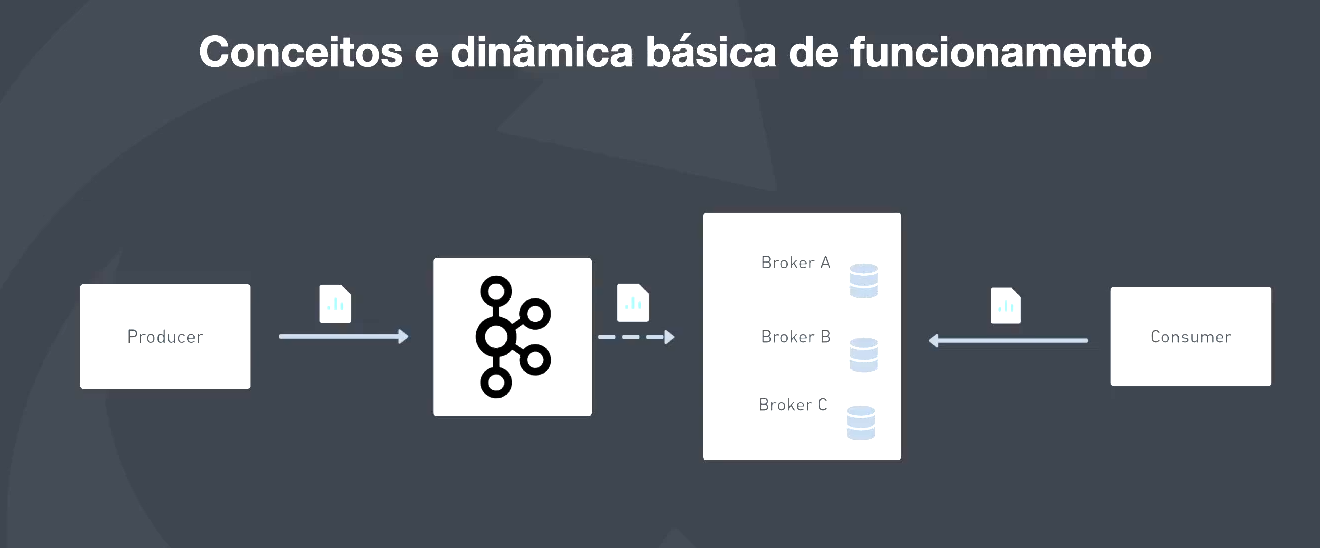 Conceitos e dinâmica básica de funcionamento
Producer
Broker A
Broker B
Broker C
Consumer